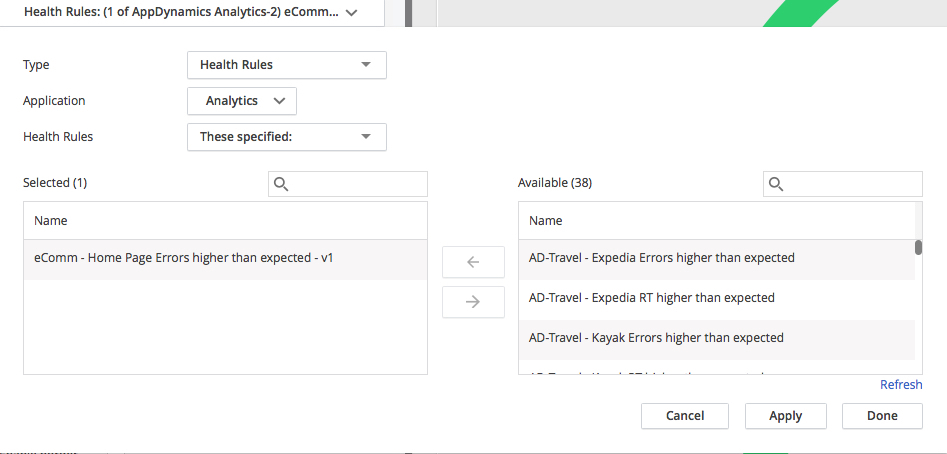 Health Rules: (1 of AppDynamics Analytics-2) eComm...
Type
Health Rules
Application
Analytics
Health Rules
These specified:
Selected (1)
Available (38)
Name
Name
eComm - Home Page Errors higher than expected - v1
AD-Travel - Expedia Errors higher than expected
AD-Travel - Expedia RT higher than expected
AD-Travel - Kayak Errors higher than expected
Refresh
Cancel
Apply
Done